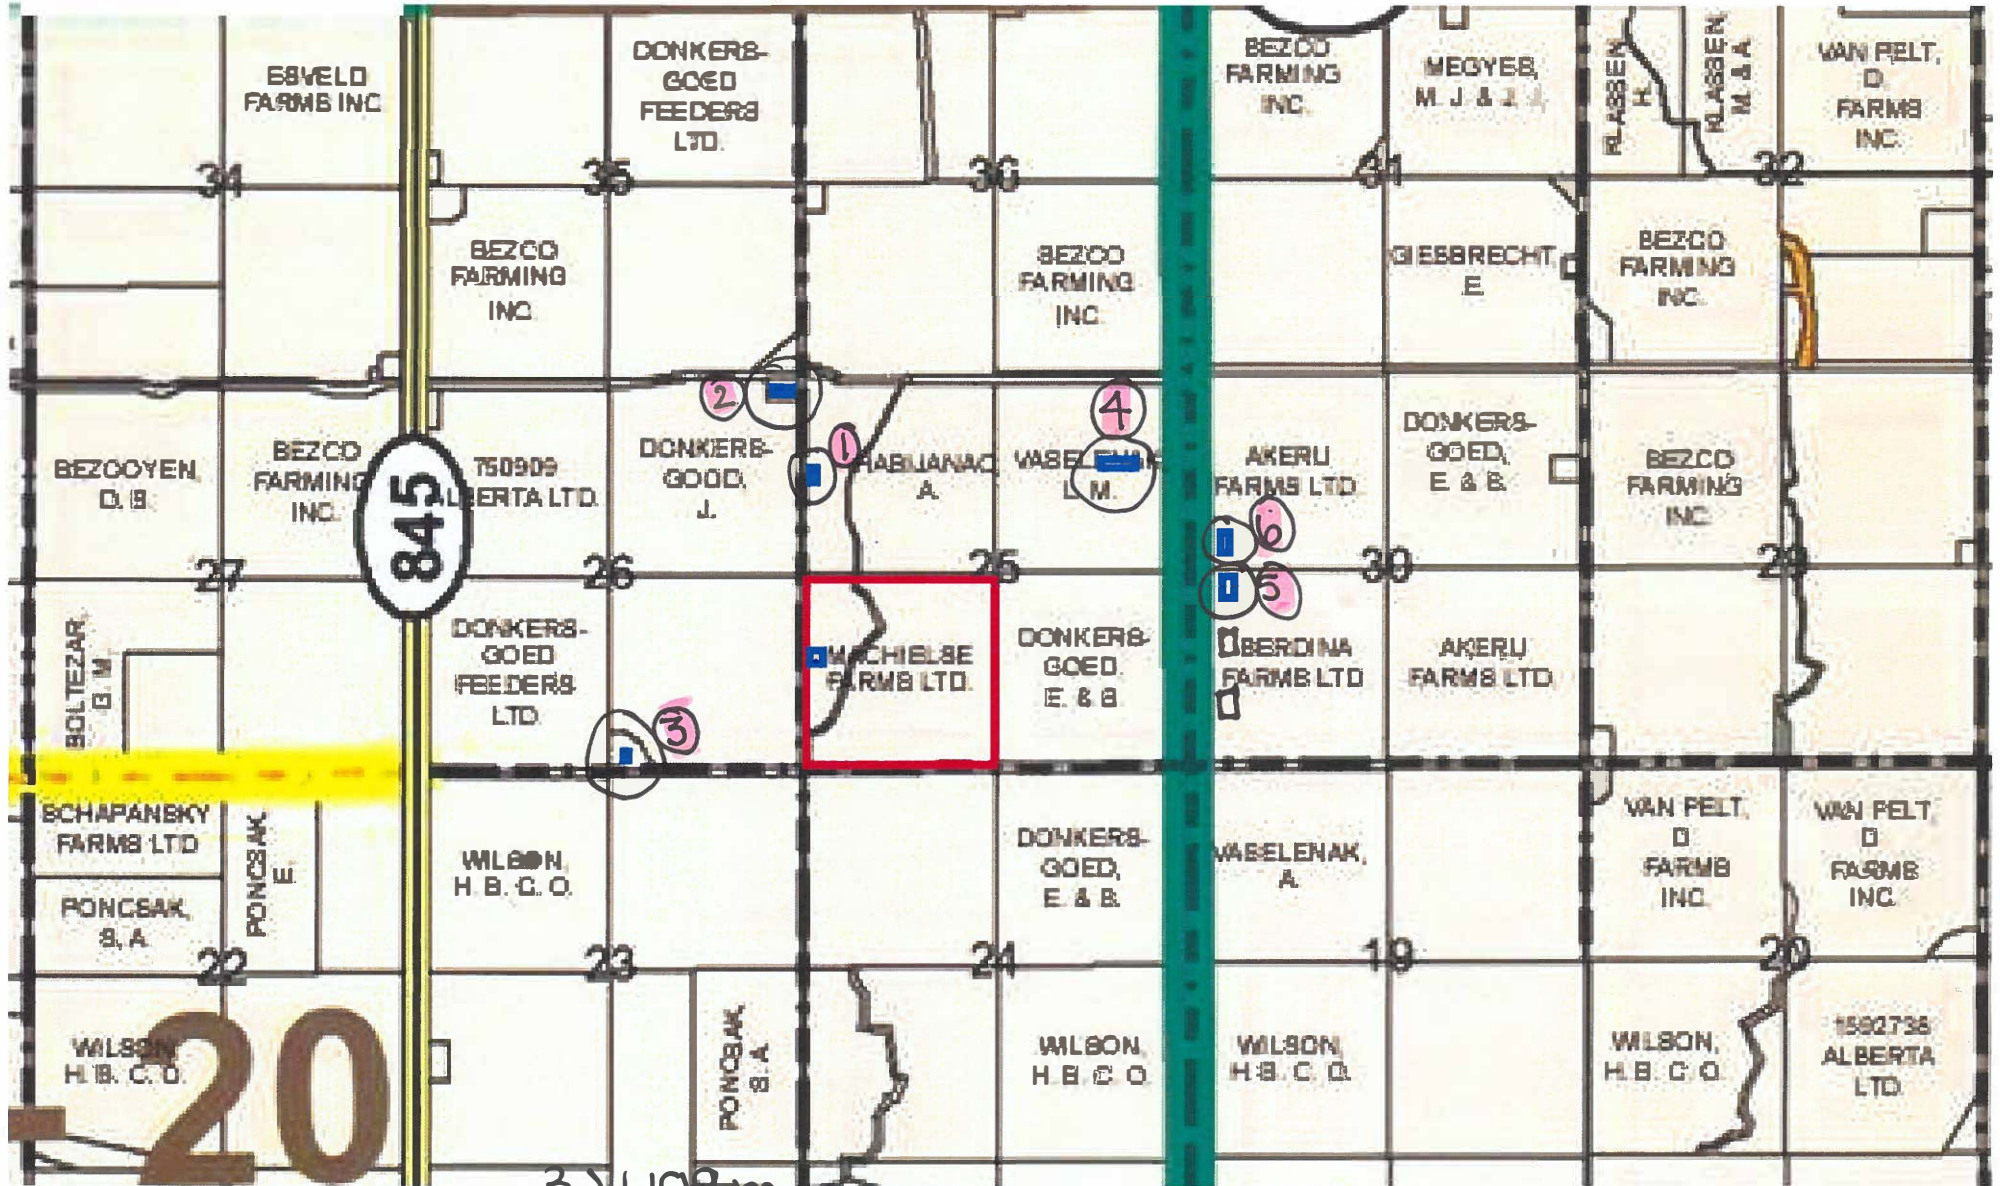 ESVELD
FARMS INC
DONKERS-
GOED
FEEDERS
LTD.
BEZCO
FARMING
INC.
MEGYES,
M. J & J. J.
KLASSEN
H.
KLASSEN,
M. & A.
VAN PELT,
D.
FARMS
INC.
34
35
36
31
32
BEZCO
FARMING
INC
BEZCO
FARMING
INC
GIESBRECHT,
E
BEZCO
FARMING
INC.
2
1
4
BEZOOYEN,
D. B.
BEZCO
FARMING
INC.
845
750909
ALBERTA LTD.
DONKERS-
GOOD,
J.
A.
L. M.
AKERU
FARMS LTD
DONKERS-
GOED,
E. & B.
BEZCO
FARMING
INC.
6
5
27
26
25
30
29
BOLTEZAR,
B. M.
DONKERS-
GOED
FEEDERS
LTD
3
MACHIELSE
FARMS LTD.
DONKERS-
GOED.
E. & B
BERDINA
FARMS LTD
AKERU
FARMS LTD
SCHAPANSKY
FARMS LTD
PONCSAK
E.
PONCSAK,
S. A
WILSON,
H. B. C. O.
DONKERS-
GOED,
E. & B.
VASELENAK,
A.
VAN PELT,
D
FARMS
INC.
VAN PELT,
D
FARMS
INC.
22
23
24
19
20
WILSON
H. B. C. O.
20
PONCSAK,
S. A.
WILSON,
H. B. C. O
WILSON,
H. B. C. O.
WILSON,
H. B. C. O
1592738
ALBERTA
LTD.